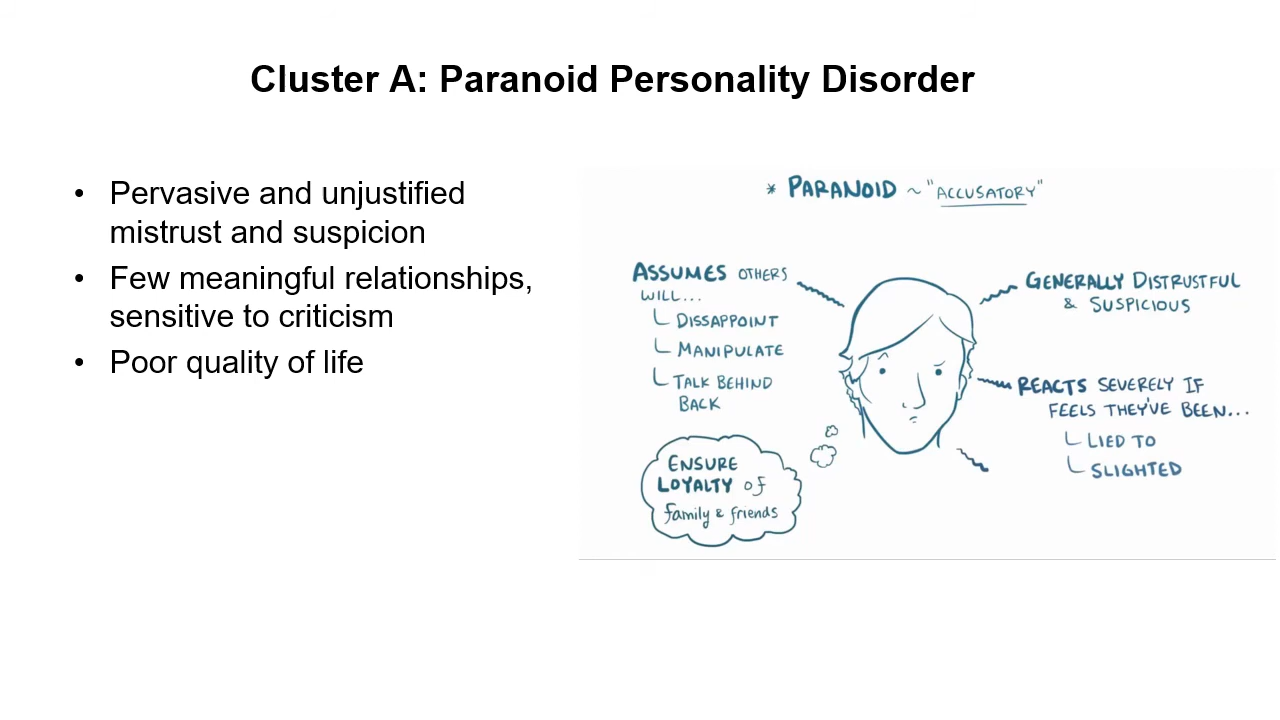 Cluster A: Paranoid Personality Disorder
• Pervasive and unjustified
mistrust and suspicion
• Few meaningful relationships,
sensitive to criticism
• Poor quality of life
* PARANOID ~ "ACCUSATORY"
ASSUMES OTHERS
WILL...
DISSAPPOINT
MANIPULATE
TALK BEHIND
BACK
ENSURE
LOYALTY of
family & friends
GENERALLY DISTRUSTFUL
& SUSPICIOUS
REACTS SEVERELY IF
FEELS THEY'VE BEEN...
LIED TO
SLIGHTED